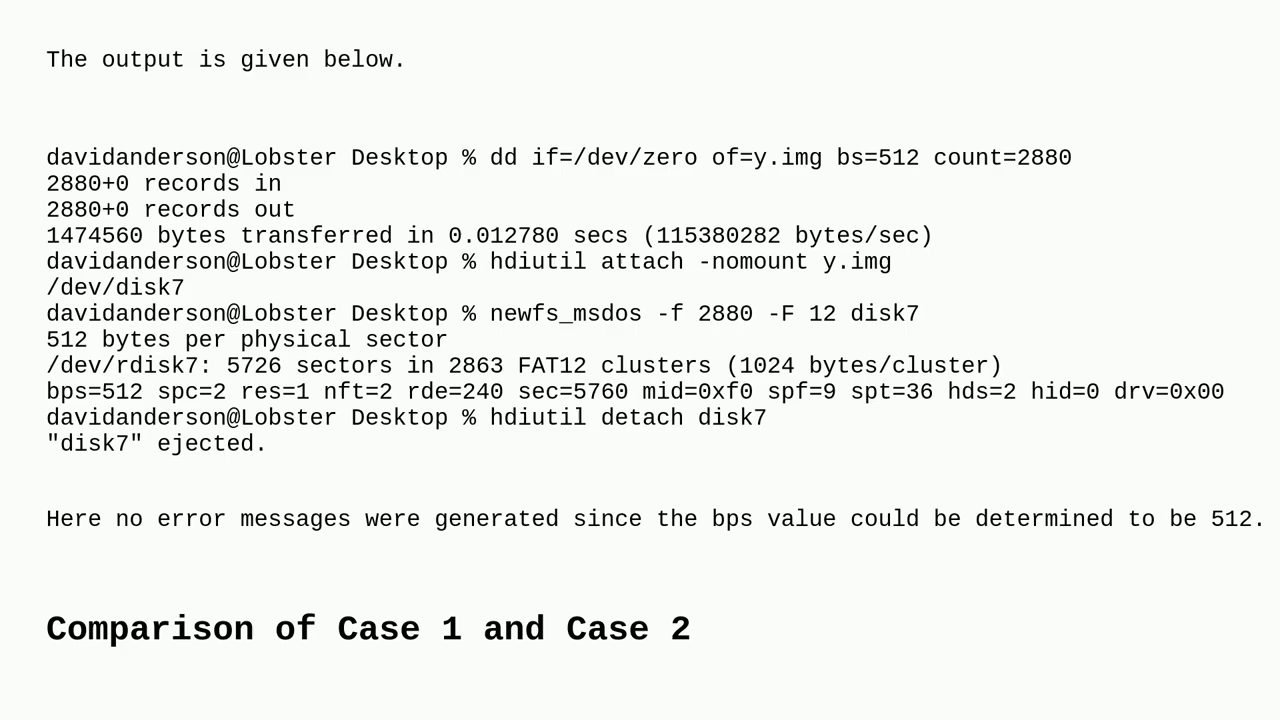 The output is given below.
davidanderson@Lobster Desktop % dd if=/dev/zero of=y.img bs=512 count=2880
2880+0 records in
2880+0 records out
1474560 bytes transferred in 0.012780 secs (115380282 bytes/sec)
davidanderson@Lobster Desktop % hdiutil attach -nomount y.img
/dev/disk7
davidanderson@Lobster Desktop % newfs_msdos -f 2880 -F 12 disk7
512 bytes per physical sector
/dev/rdisk7: 5726 sectors in 2863 FAT12 clusters (1024 bytes/cluster)
bps=512 spc=2 res=1 nft=2 rde=240 sec=5760 mid=0xf0 spf=9 spt=36 hds=2 hid=0 drv=0x00
davidanderson@Lobster Desktop % hdiutil detach disk7
"disk7" ejected.
Here no error messages were generated since the bps value could be determined to be 512.
Comparison of Case 1 and Case 2